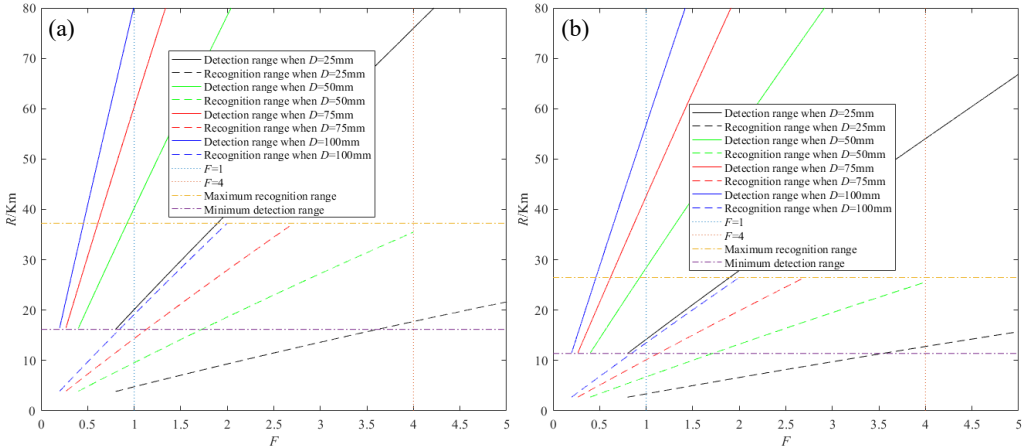 (a)
80
70
60
50
40
30
20
10
0
R/Km
Detection range when D=25mm
Recognition range when D=25mm
Detection range when D=50mm
Recognition range when D=50mm
Detection range when D=75mm
Recognition range when D=75mm
Detection range when D=100mm
Recognition range when D=100mm
F=1
F=4
Maximum recognition range
Minimum detection range
0 0.5 1 1.5 2 2.5 3 3.5 4 4.5 5
F
(b)
80
70
60
50
40
30
20
10
0
R/Km
Detection range when D=25mm
Recognition range when D=25mm
Detection range when D=50mm
Recognition range when D=50mm
Detection range when D=75mm
Recognition range when D=75mm
Detection range when D=100mm
Recognition range when D=100mm
F=1
F=4
Maximum recognition range
Minimum detection range
0 0.5 1 1.5 2 2.5 3 3.5 4 4.5 5
F